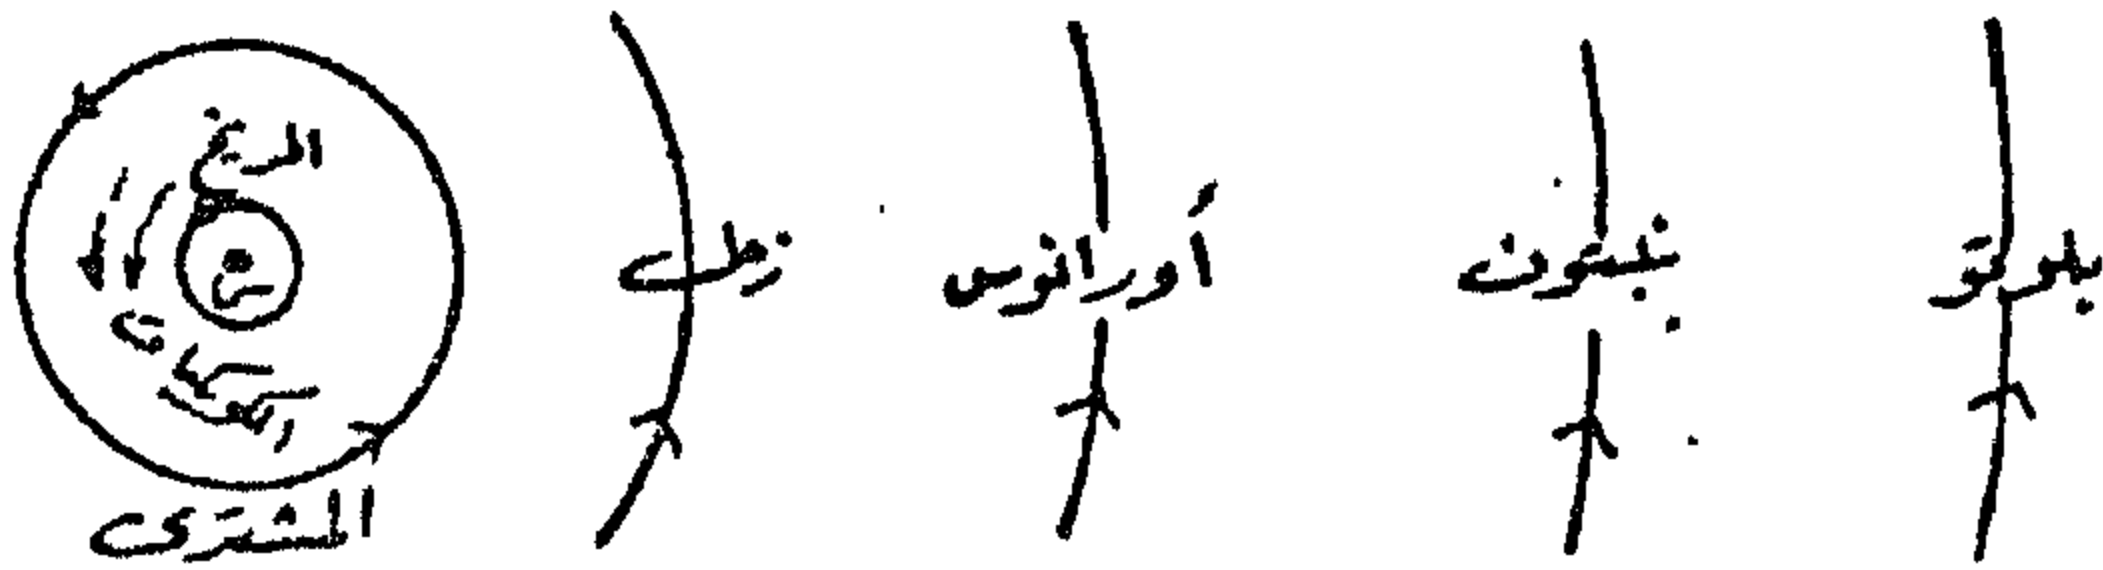 المريخ
س
الكويكبات
المشترى
زحل
أورانوس
نبتون
بلوتو